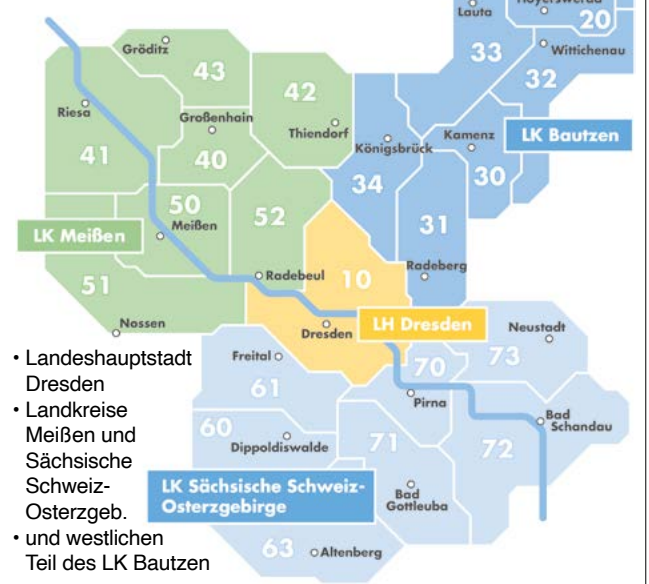 Hoyerswerda
Lauta
20
Gröditz
33
Wittichenau
43
32
42
Riesa
Großenhain
Thiendorf
Kamenz
LK Bautzen
Königsbrück
41
40
30
34
50
52
31
LK Meißen
Meißen
Radeberg
51
Radebeul
10
Nossen
Dresden
LH Dresden
Neustadt
Freital
70
73
61
Pirna
60
Bad
Schandau
Dippoldiswalde
71
72
LK Sächsische Schweiz-
Osterzgebirge
Bad
Gottleuba
63
Altenberg
• Landeshauptstadt
Dresden
• Landkreise
Meißen und
Sächsische
Schweiz-
Osterzgeb.
• und westlichen
Teil des LK Bautzen